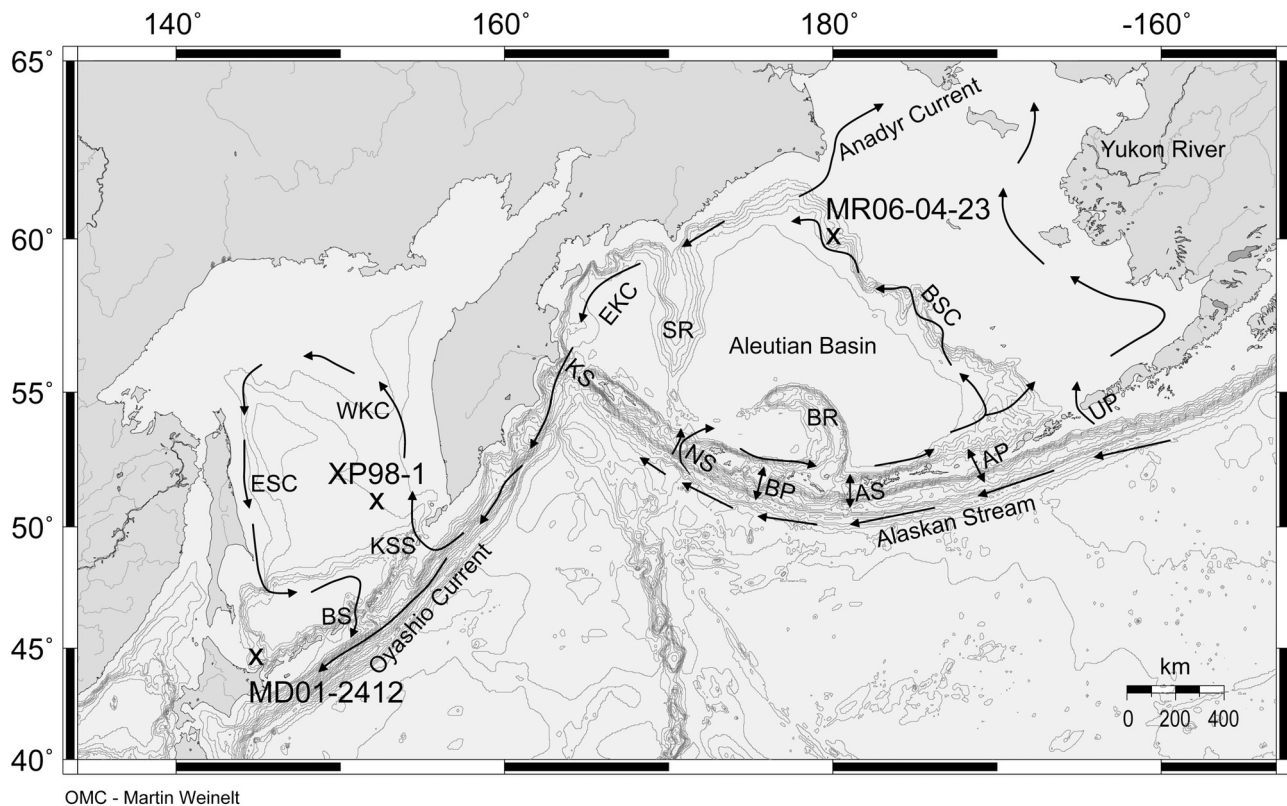 140° 160° 180° -160°
65°
Anadyr Current
Yukon River
MR06-04-23
x
60°
EKC
BSC
SR
Aleutian Basin
KS
55°
WKC
BR
UP
XP98-1
x
NS
AP
ESC
BP
AS
50°
KSS
Alaskan Stream
Oyashio Current
BS
45°
x
MD01-2412
km
0 200 400
40°
OMC - Martin Weinelt